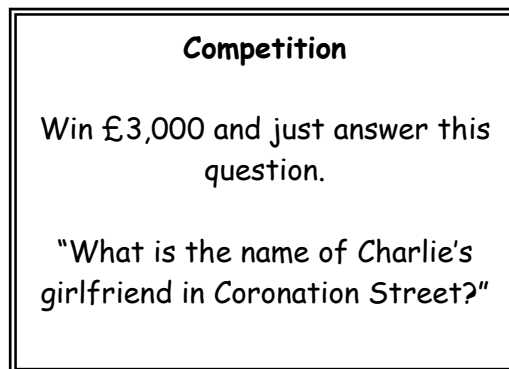 Competition
Win £3,000 and just answer this
question.
“What is the name of Charlie’s
girlfriend in Coronation Street?”